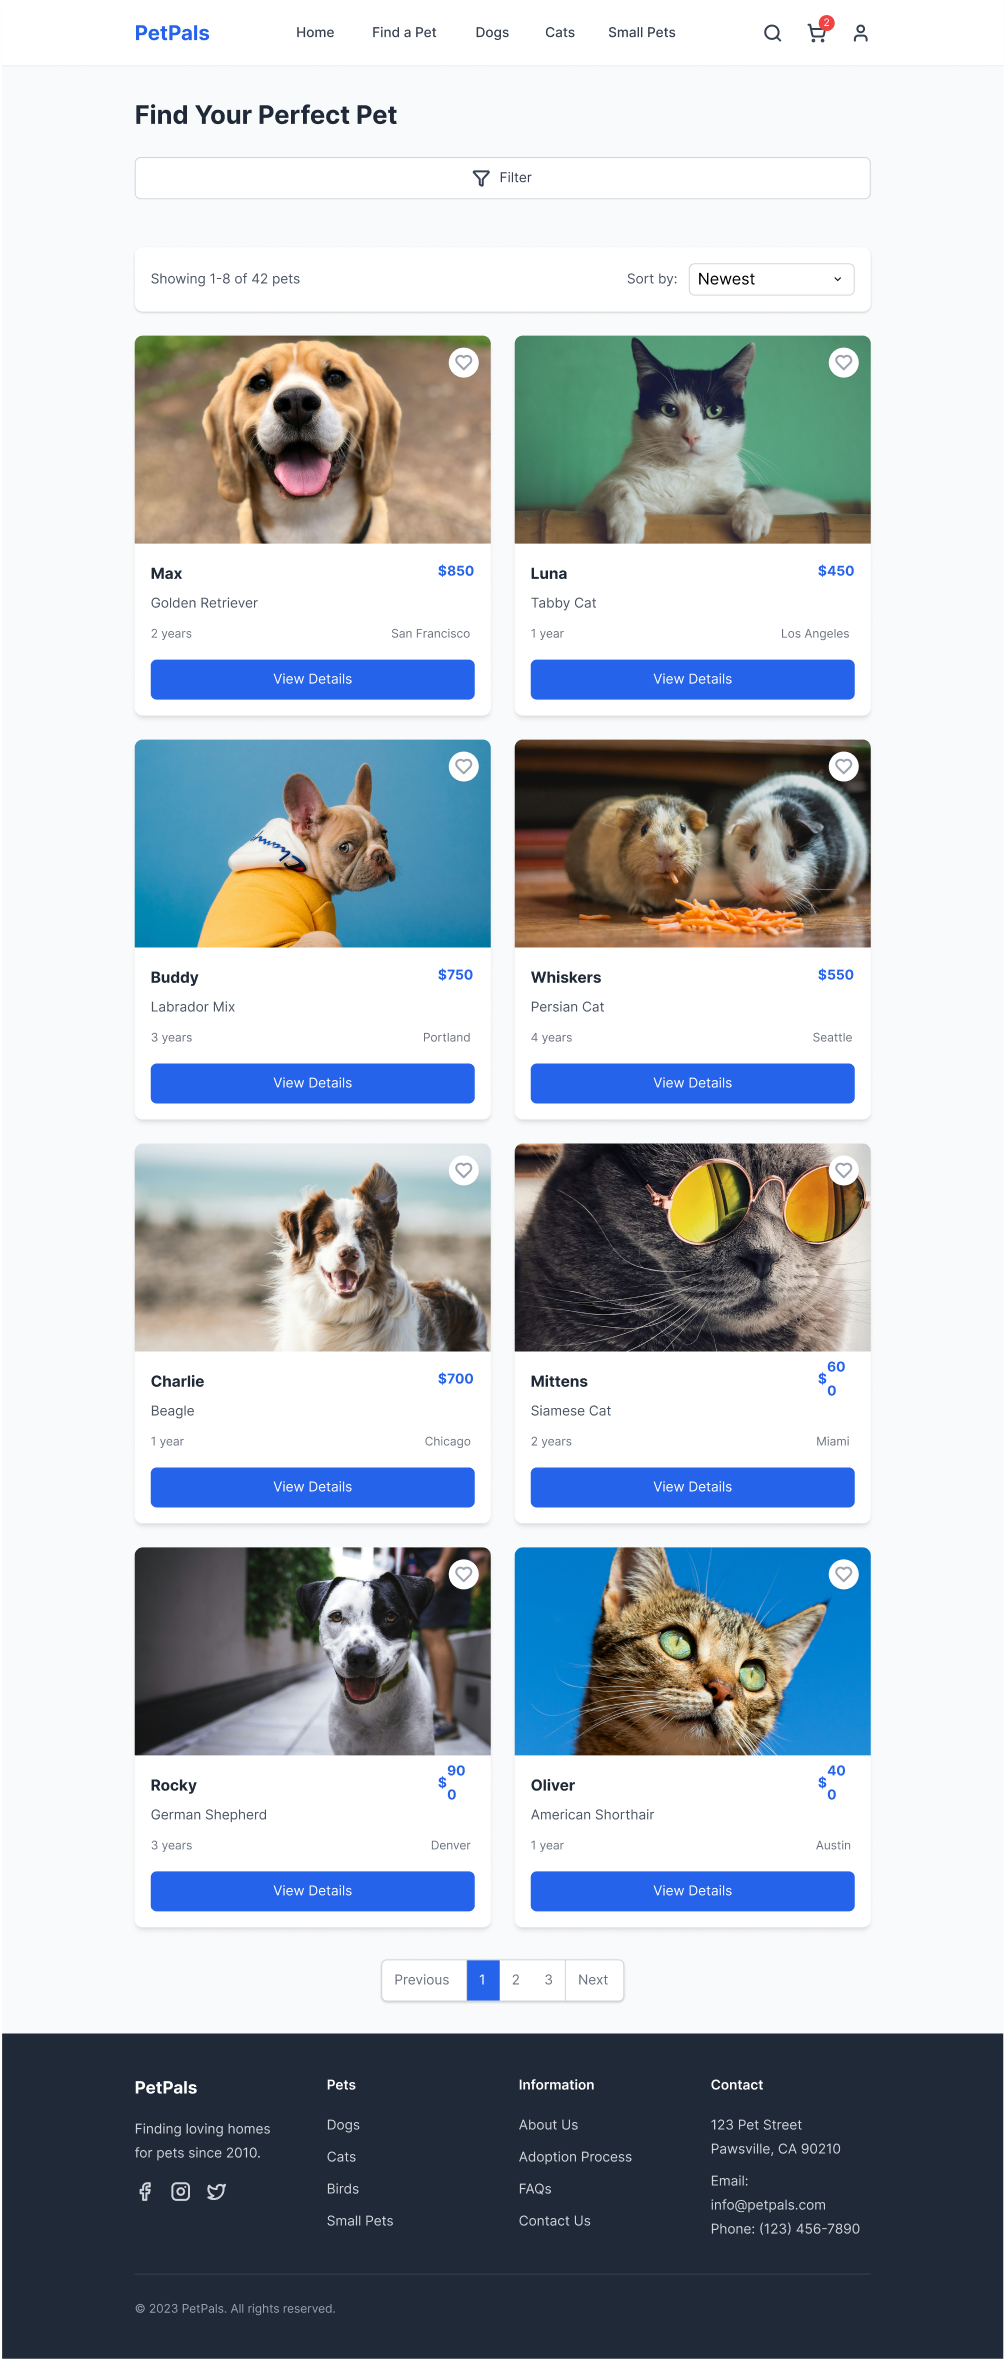 PetPals
Home
Find a Pet
Dogs
Cats
Small Pets
2
Find Your Perfect Pet
Filter
Showing 1-8 of 42 pets
Sort by:
Newest
Max
$850
Golden Retriever
2 years
San Francisco
View Details
Luna
$450
Tabby Cat
1 year
Los Angeles
View Details
Champ
Buddy
$750
Labrador Mix
3 years
Portland
View Details
Whiskers
$550
Persian Cat
4 years
Seattle
View Details
Charlie
$700
Beagle
1 year
Chicago
View Details
Mittens
$ 60
0
Siamese Cat
2 years
Miami
View Details
Rocky
$ 90
0
German Shepherd
3 years
Denver
View Details
Oliver
$ 40
0
American Shorthair
1 year
Austin
View Details
Previous
1
2
3
Next
PetPals
Finding loving homes
for pets since 2010.
Pets
Dogs
Cats
Birds
Small Pets
Information
About Us
Adoption Process
FAQs
Contact Us
Contact
123 Pet Street
Pawsville, CA 90210
Email:
info@petpals.com
Phone: (123) 456-7890
© 2023 PetPals. All rights reserved.